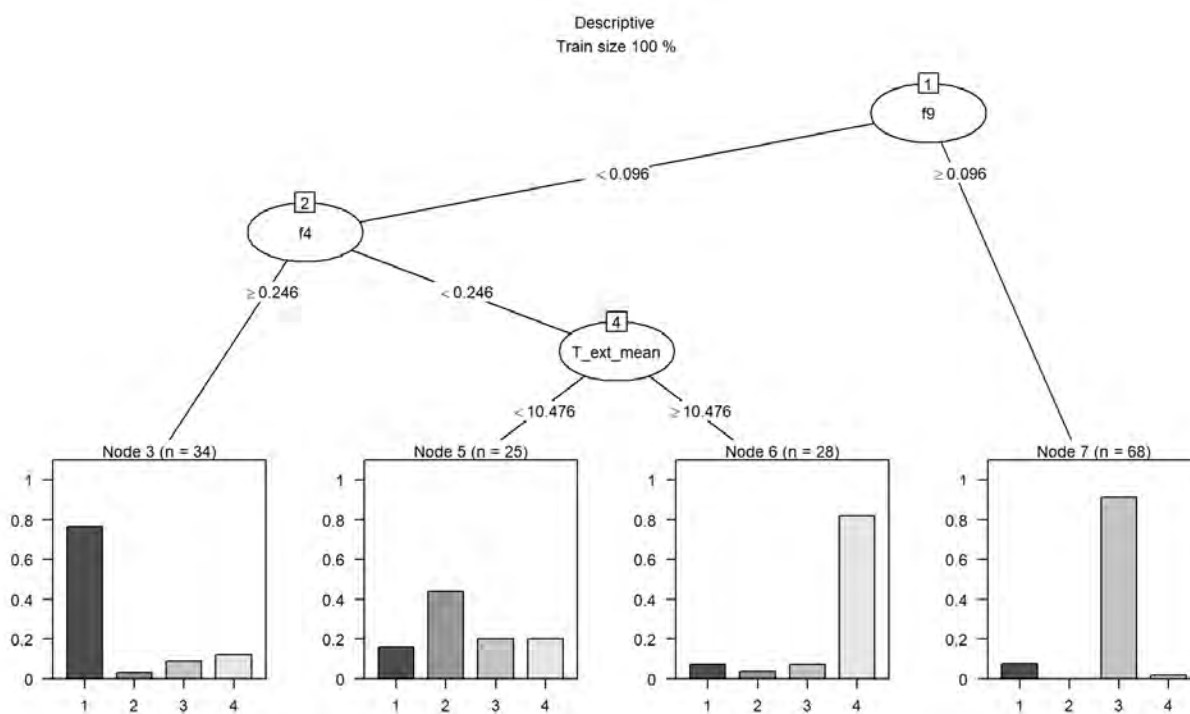 Descriptive
Train size 100 %
1
f9
< 0.096
≥ 0.096
2
f4
≥ 0.246
< 0.246
4
T_ext_mean
< 10.476
≥ 10.476
Node 3 (n = 34)
1
0.8
0.6
0.4
0.2
0
1 2 3 4
Node 5 (n = 25)
1
0.8
0.6
0.4
0.2
0
1 2 3 4
Node 6 (n = 28)
1
0.8
0.6
0.4
0.2
0
1 2 3 4
Node 7 (n = 68)
1
0.8
0.6
0.4
0.2
0
1 2 3 4